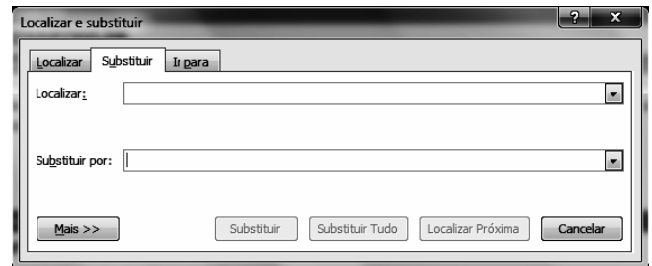 Localizar e substituir
? X
Localizar Substituir Ir para
Localizar:
Substituir por:
Mais >> Substituir Substituir Tudo Localizar Próxima Cancelar